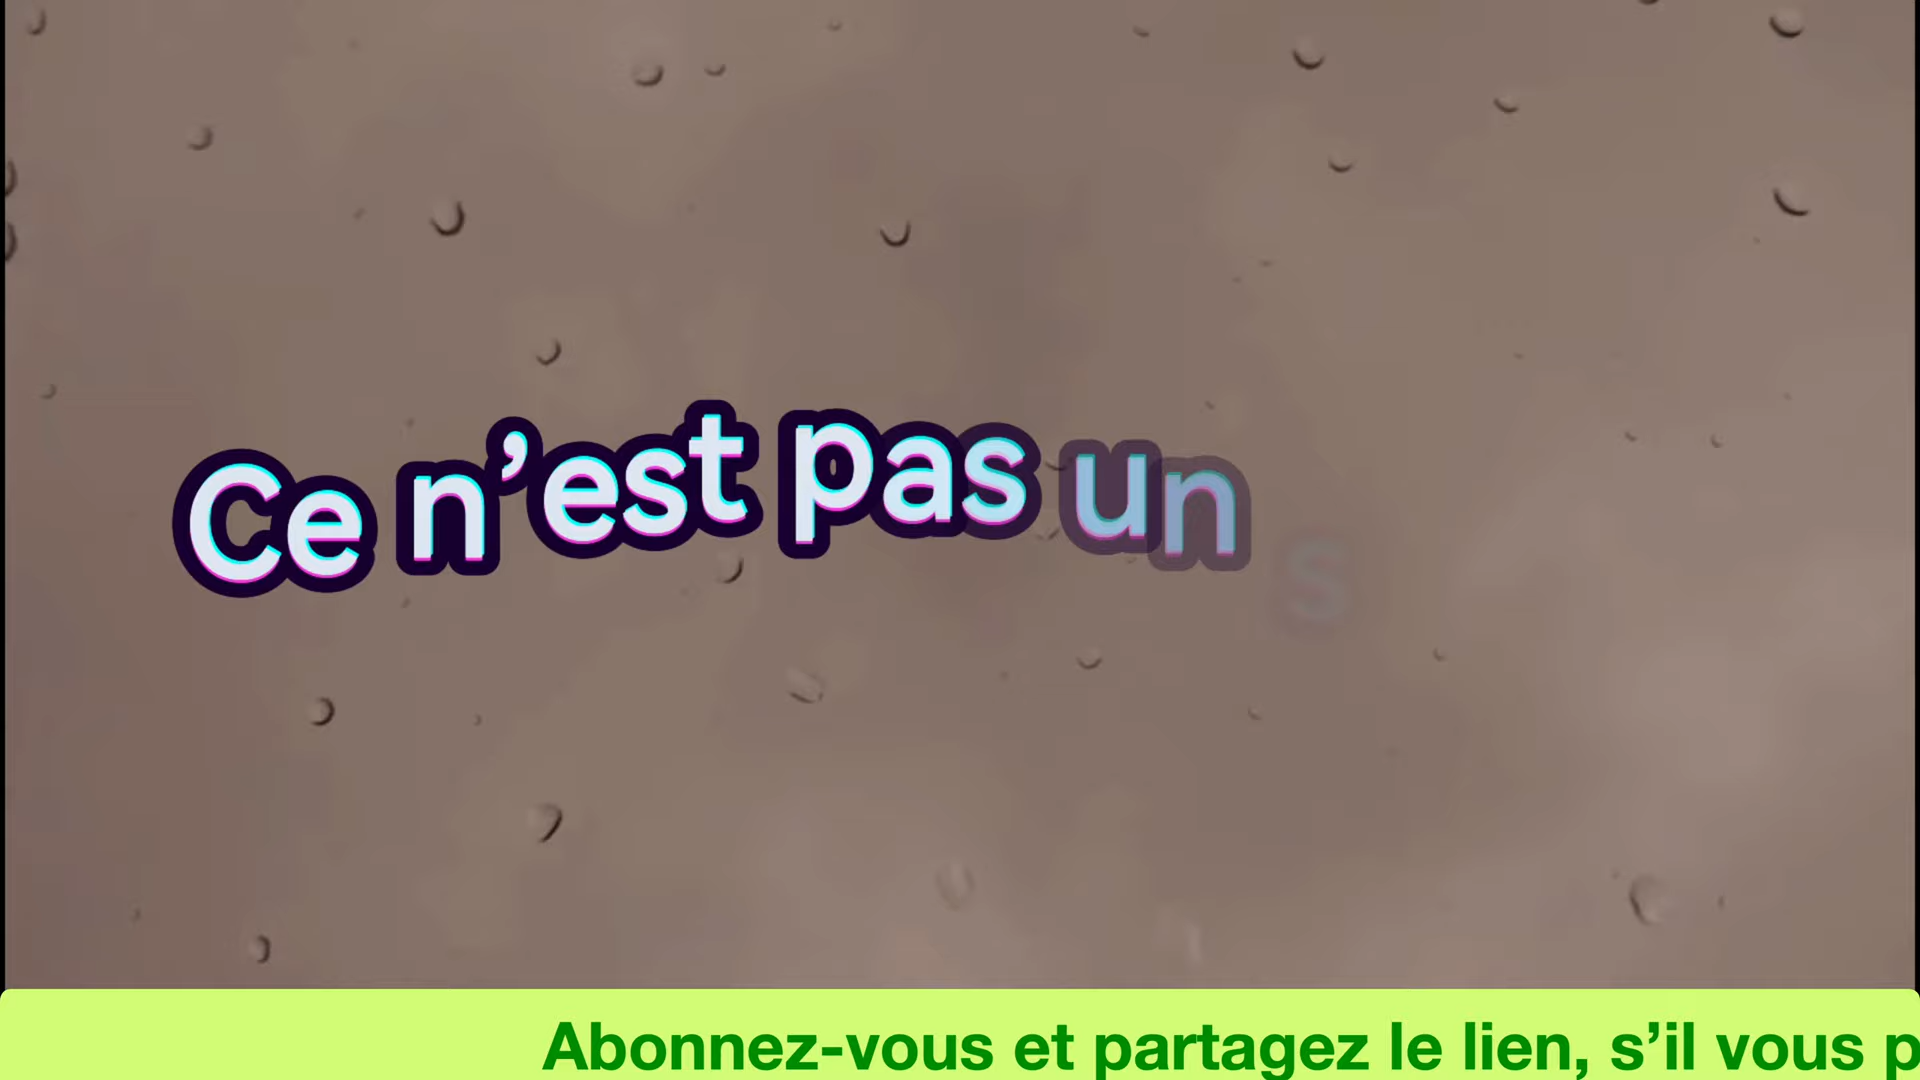 Ce n’est pas un s
Abonnez-vous et partagez le lien, s’il vous p